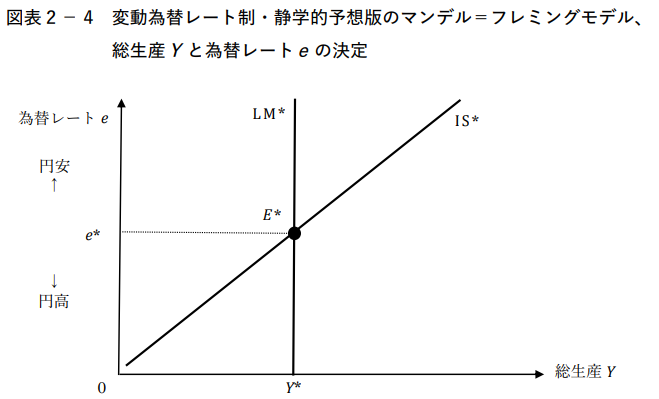 図表2-4 変動為替レート制・静学的予想版のマンデル=フレミングモデル、
総生産 Y と為替レート e の決定
為替レート e
LM*
IS*
円安
↑
E*
e*
↓
円高
0
Y*
総生産 Y